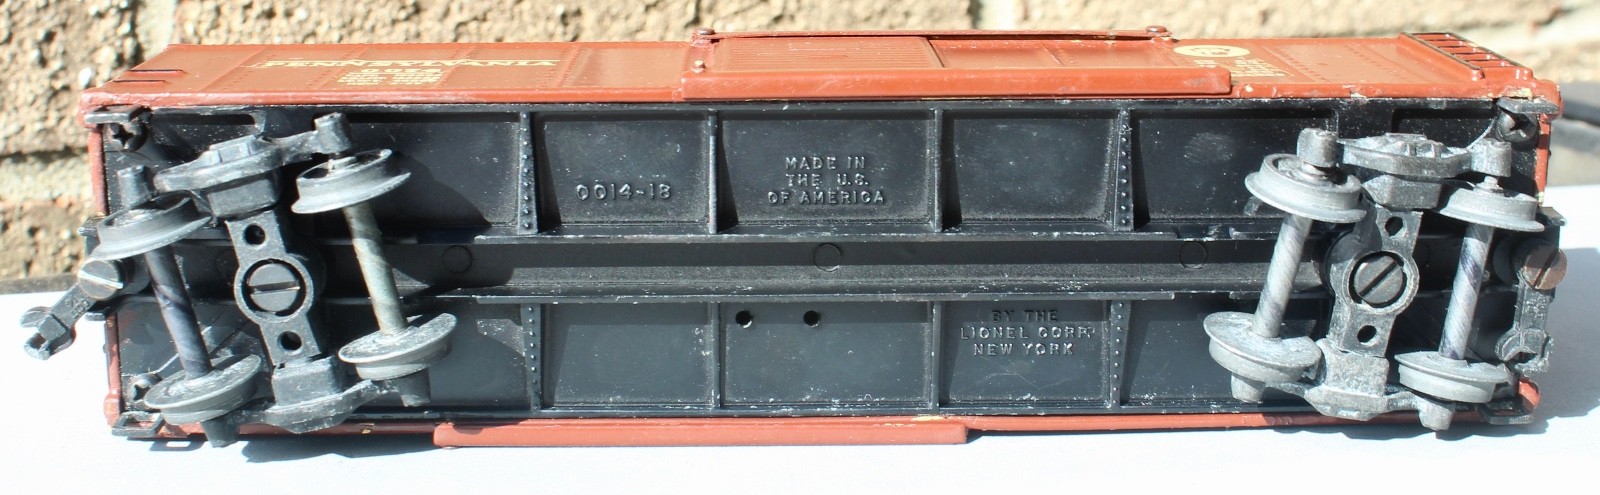 PENNSYLVANIA
0014-18
MADE IN
THE U.S.
OF AMERICA
BY THE
LIONEL CORP.
NEW YORK